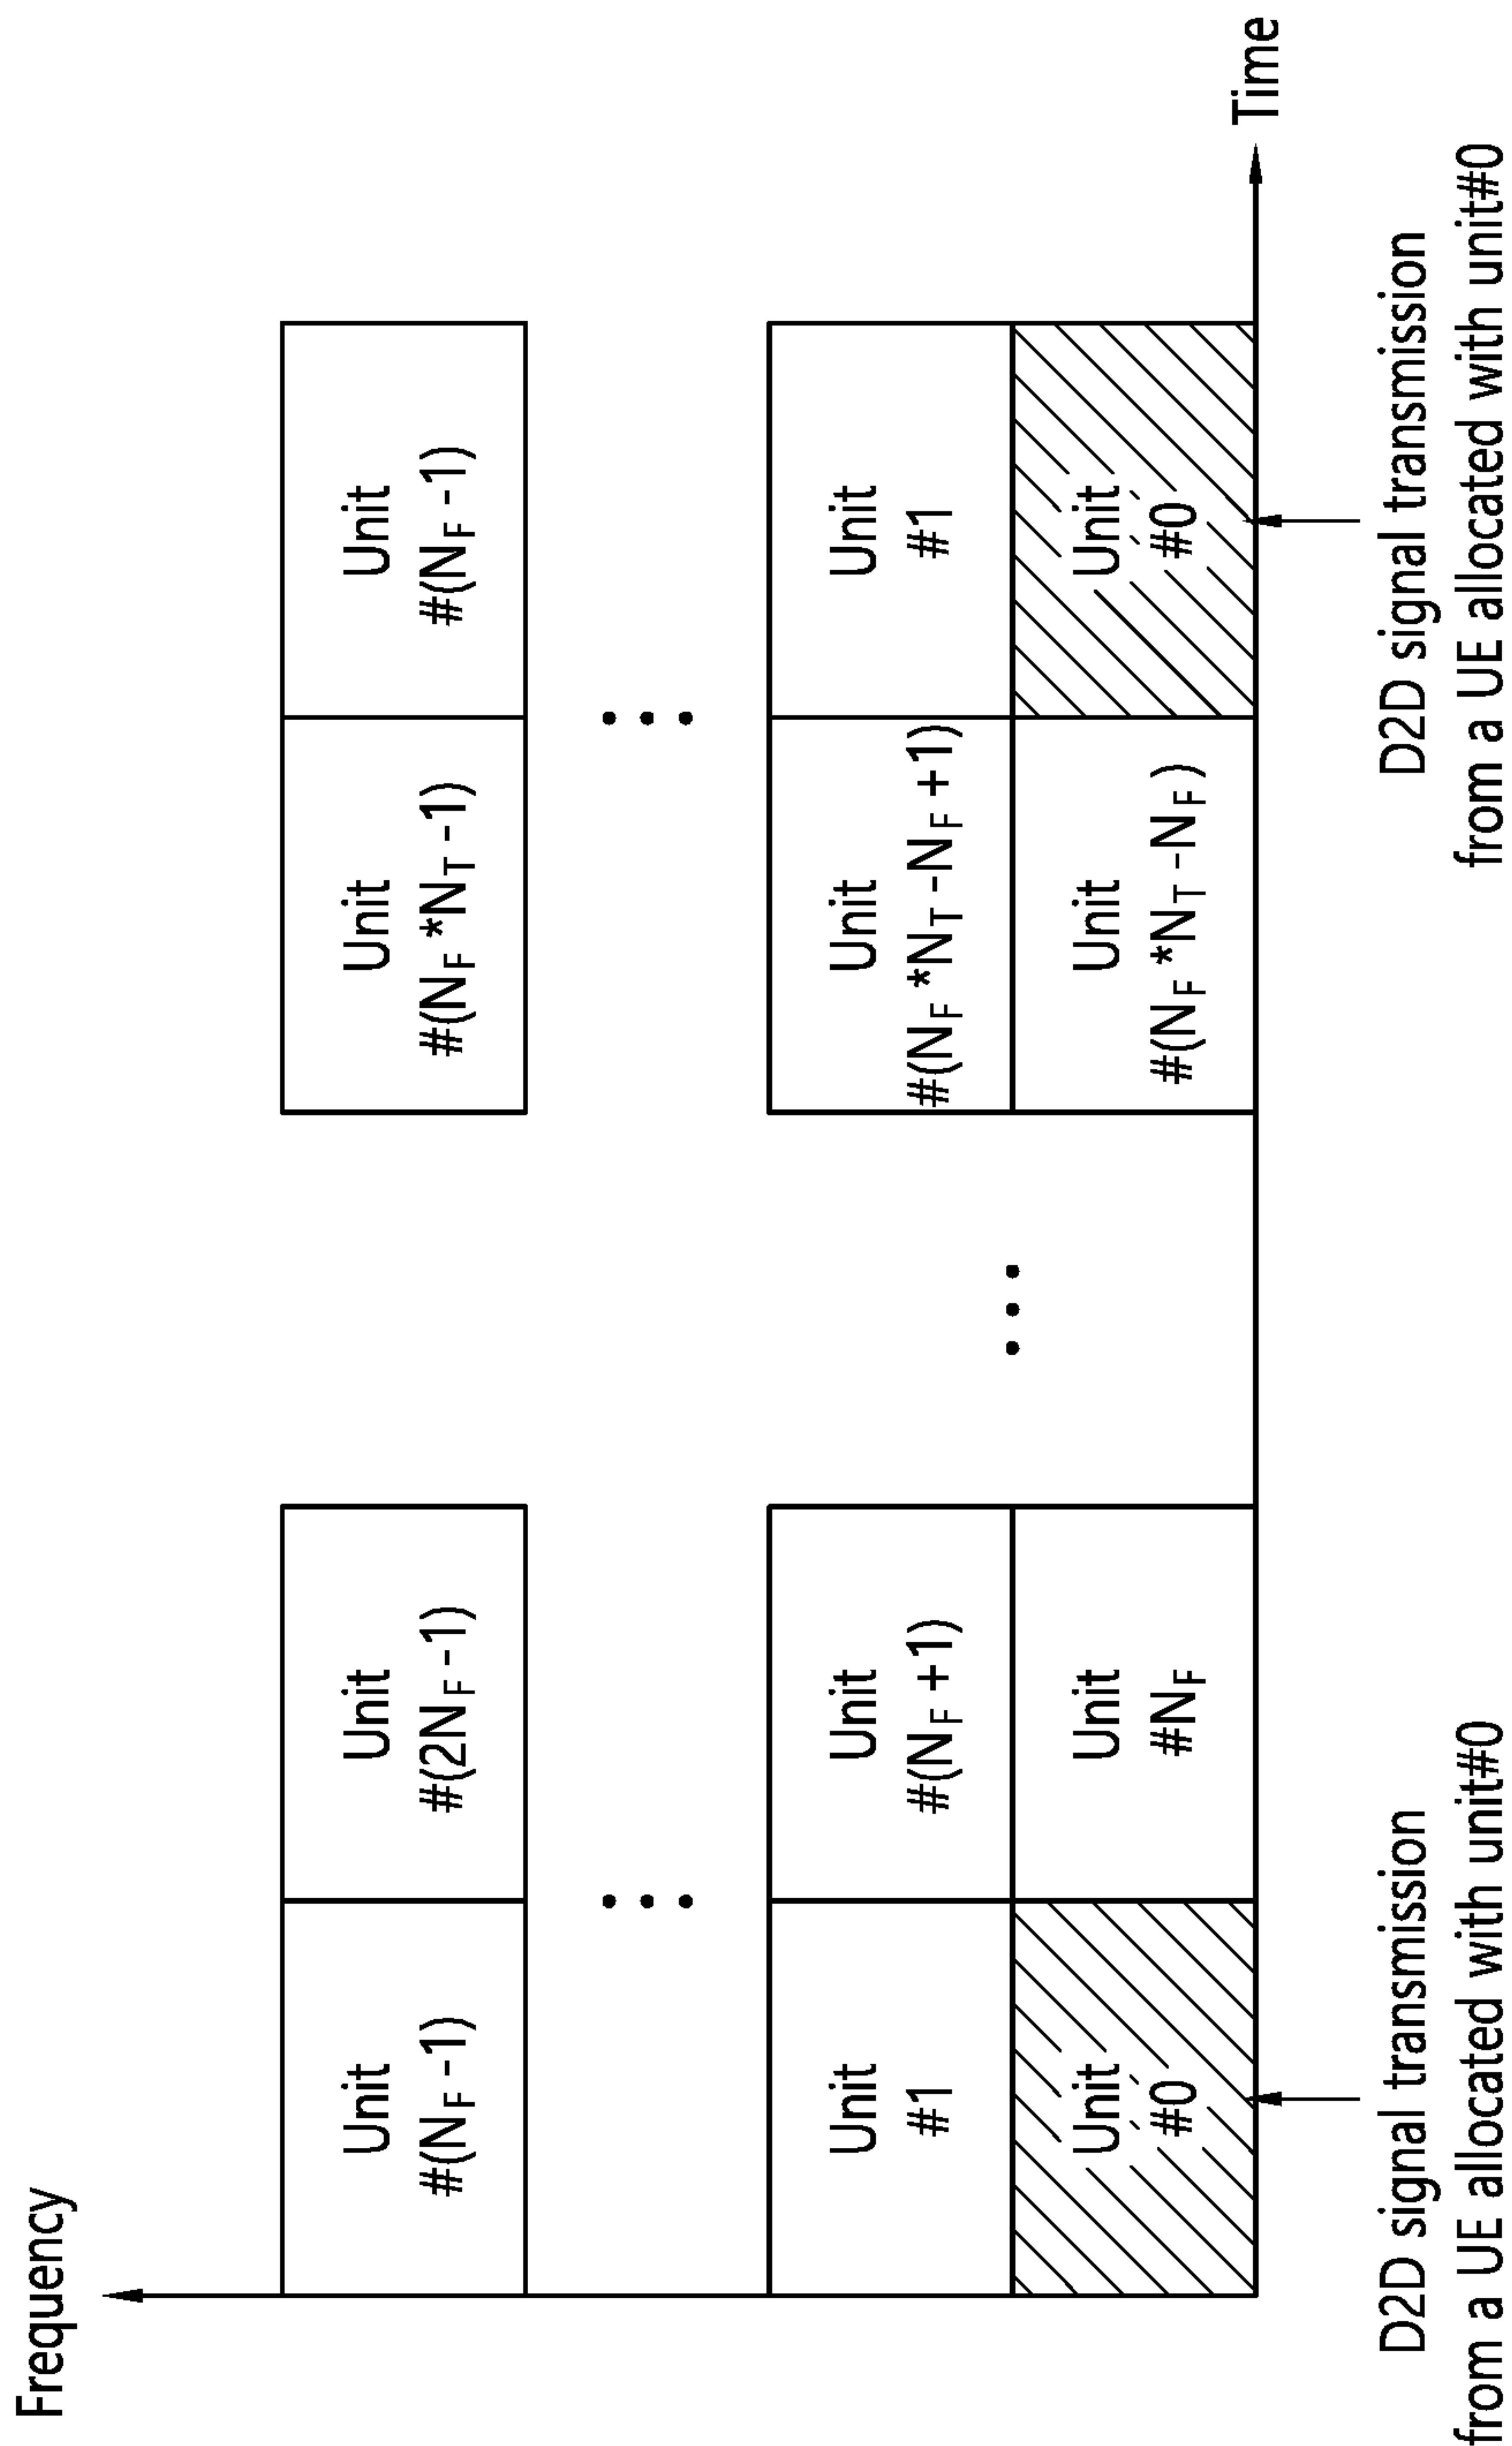 Frequency
Unit
#(N_F-1)
Unit
#(2N_F-1)
Unit
#(N_F*N_T-1)
Unit
#(N_F-1)
Unit
#1
Unit
#(N_F+1)
Unit
#(N_F*N_T-N_F+1)
Unit
#1
Unit
#0
Unit
#N_F
Unit
#(N_F*N_T-N_F)
Unit
#0
Time
D2D signal transmission
from a UE allocated with unit#0
D2D signal transmission
from a UE allocated with unit#0